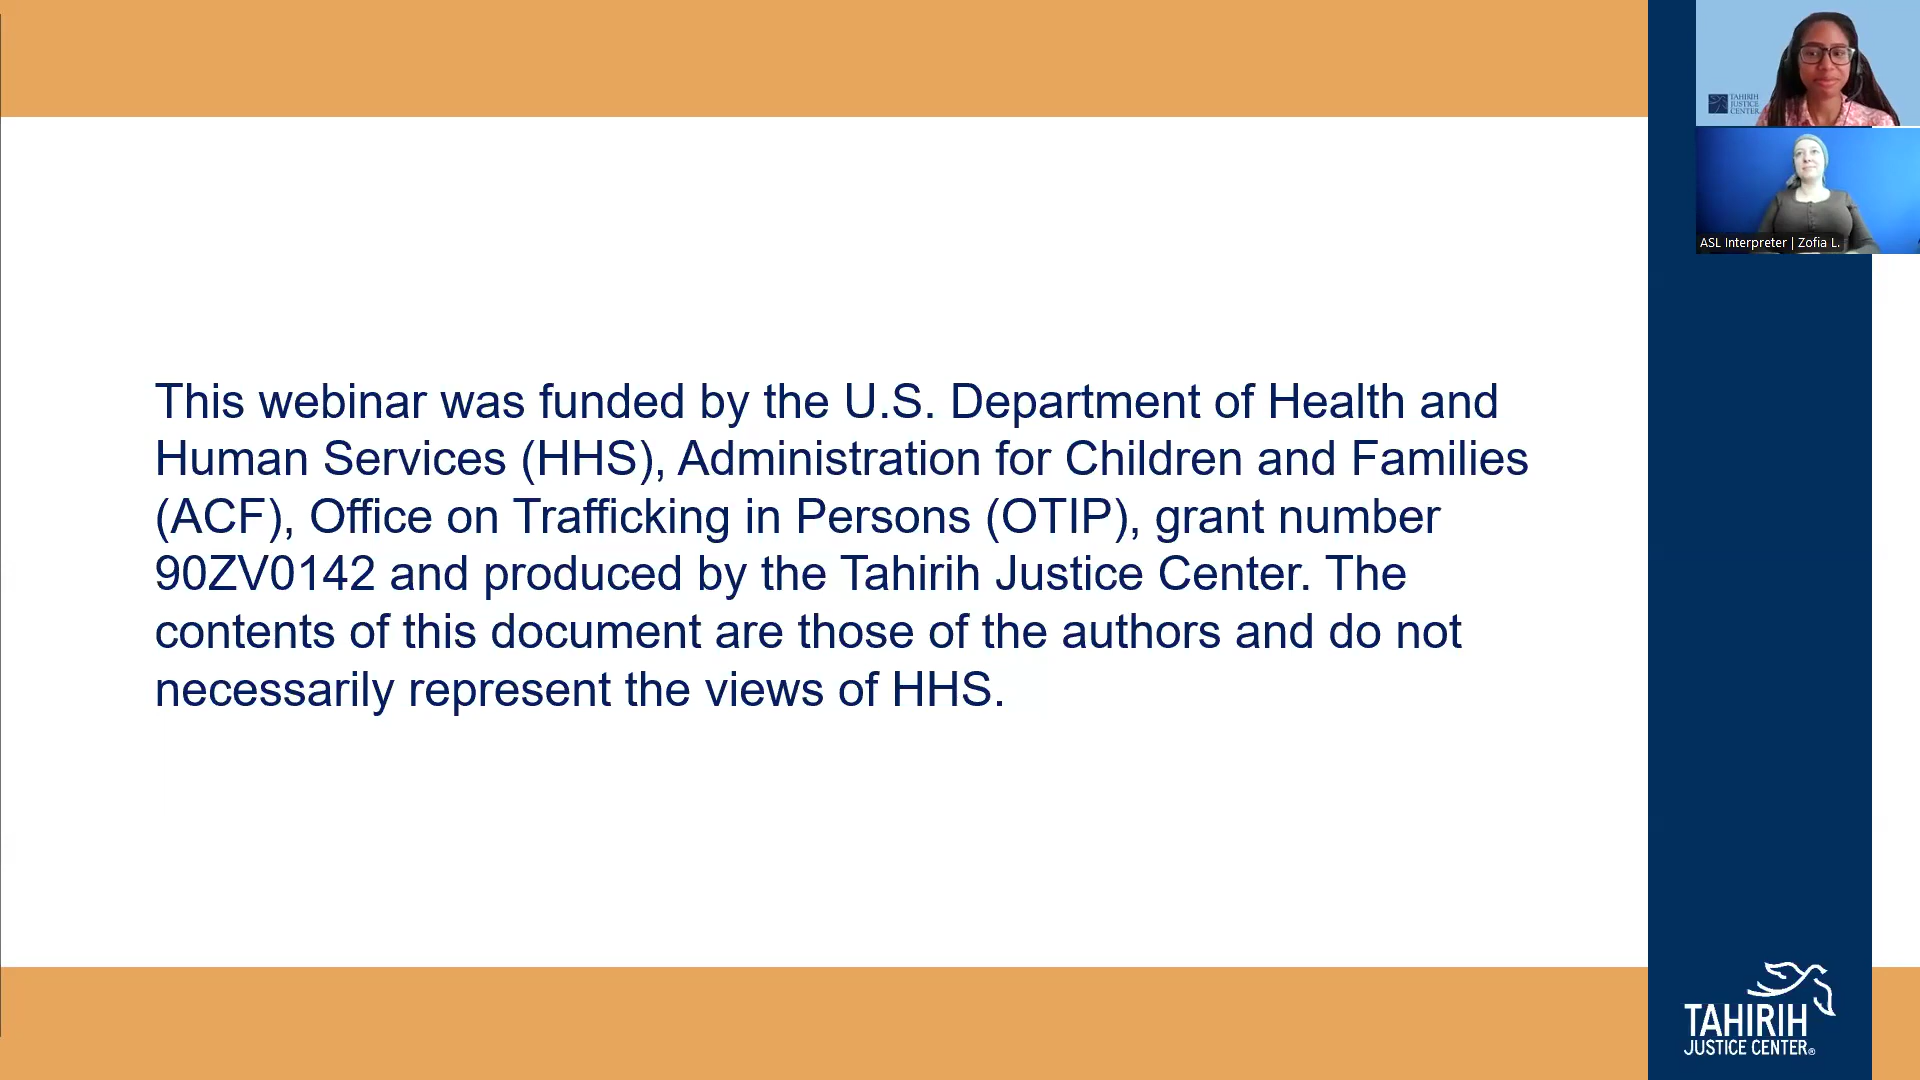 This webinar was funded by the U.S. Department of Health and
Human Services (HHS), Administration for Children and Families
(ACF), Office on Trafficking in Persons (OTIP), grant number
90ZV0142 and produced by the Tahirih Justice Center. The
contents of this document are those of the authors and do not
necessarily represent the views of HHS.
TAHIRIH
JUSTICE
CENTER
ASL Interpreter | Zofia L.
TAHIRIH
JUSTICE CENTER®